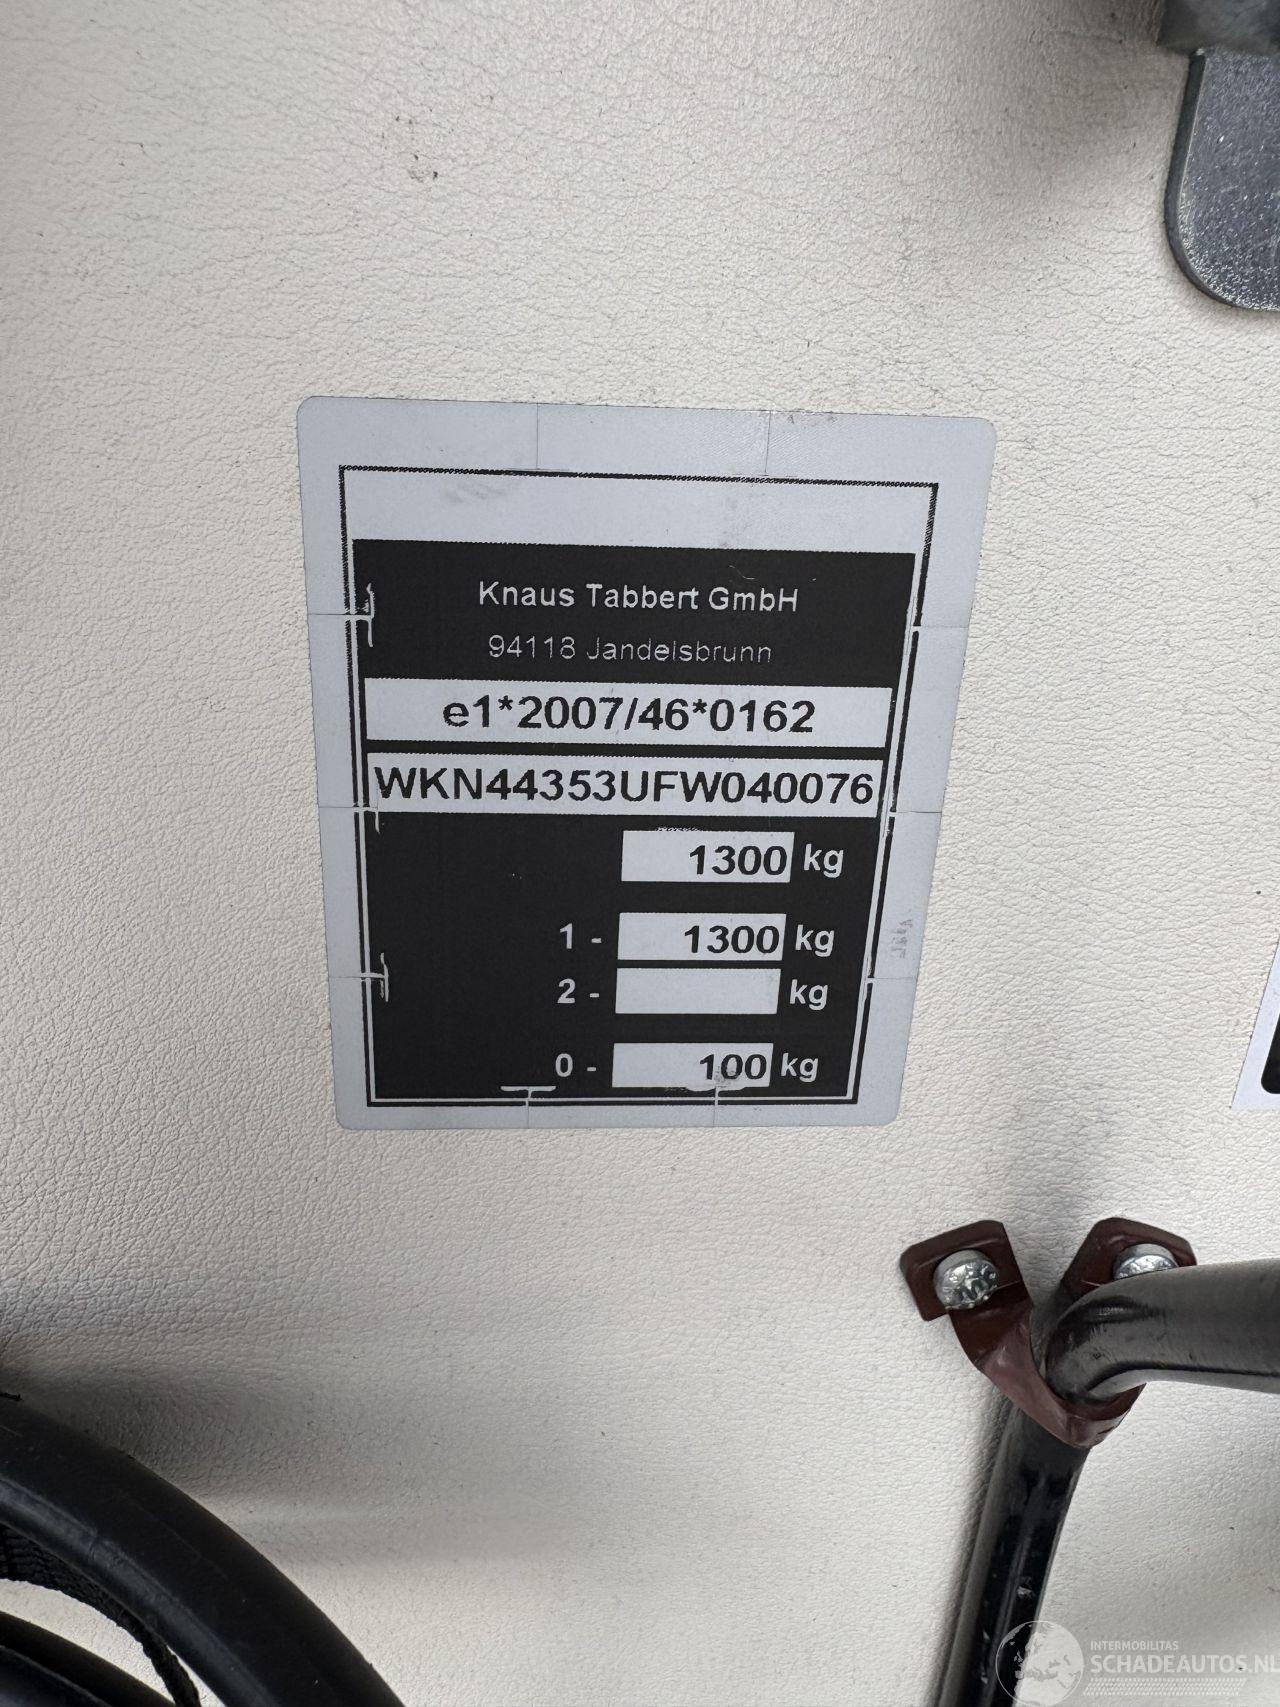 Knaus Tabbert GmbH
94118 Jandelsbrunn
e1*2007/46*0162
WKN44353UFW040076
1300 kg
1 - 1300 kg
2 - kg
0 - 100 kg
INTERMOBILITAS
SCHADEAUTOS.NL